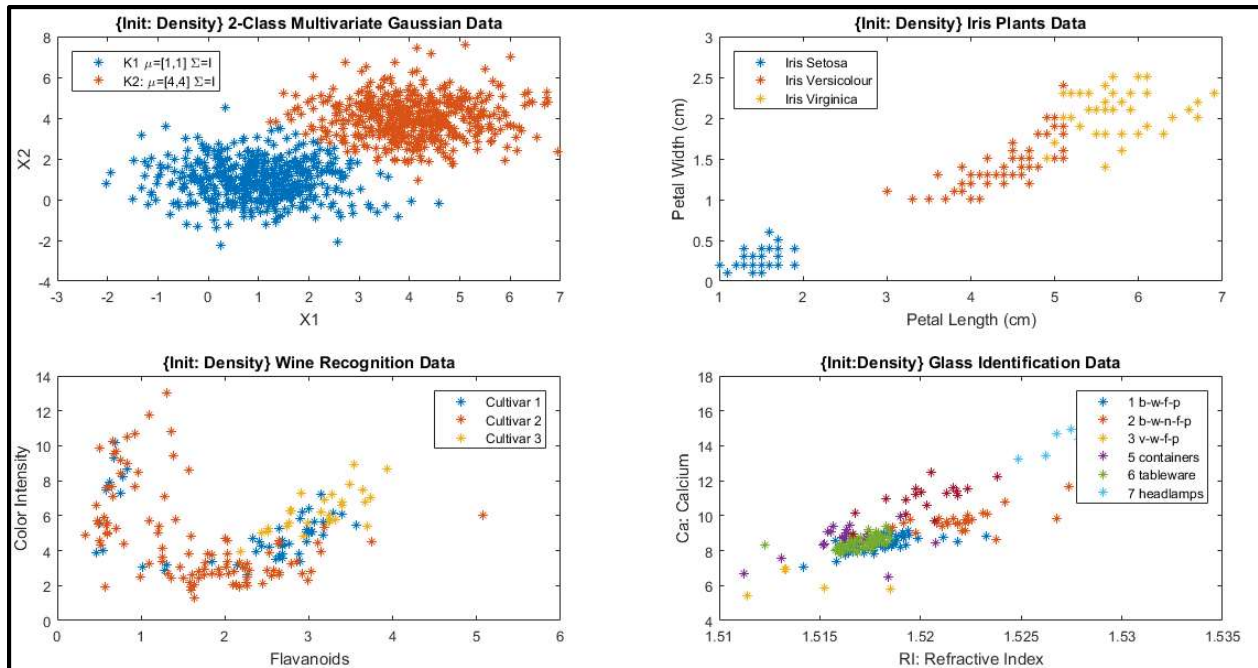 {Init: Density} 2-Class Multivariate Gaussian Data
8
6
4
2
0
-2
-4
X2
K1 μ=[1,1] Σ=I
K2: μ=[4,4] Σ=I
-3 -2 -1 0 1 2 3 4 5 6 7
X1
{Init: Density} Iris Plants Data
3
2.5
2
1.5
1
0.5
0
Petal Width (cm)
Iris Setosa
Iris Versicolour
Iris Virginica
1 2 3 4 5 6 7
Petal Length (cm)
{Init: Density} Wine Recognition Data
14
12
10
8
6
4
2
0
Color Intensity
Cultivar 1
Cultivar 2
Cultivar 3
0 1 2 3 4 5 6
Flavanoids
{Init:Density} Glass Identification Data
18
16
14
12
10
8
6
4
Ca: Calcium
1 b-w-f-p
2 b-w-n-f-p
3 v-w-f-p
5 containers
6 tableware
7 headlamps
1.51 1.515 1.52 1.525 1.53 1.535
RI: Refractive Index